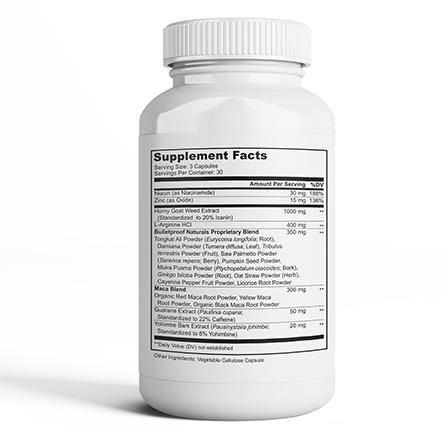 Supplement Facts
Serving Size: 3 Capsules
Servings Per Container: 30
Amount Per Serving %DV
Niacin (as Niacinamide) 30 mg 188%
Zinc (as Oxide) 15 mg 136%
Horny Goat Weed Extract 1000 mg **
(Standardized to 20% Icariin)
L-Arginine HCl 400 mg **
Bulletproof Naturals Proprietary Blend 350 mg **
Tongkat Ali Powder (Eurycoma longifolia; Root),
Damiana Powder (Turnera diffusa; Leaf), Tribulus
terrestris Powder (Fruit), Saw Palmetto Powder
(Serenoa repens; Berry), Pumpkin Seed Powder,
Muira Puama Powder (Ptychopetalum olacoides; Bark),
Ginkgo biloba Powder (Root), Oat Straw Powder (Herb),
Cayenne Pepper Fruit Powder, Licorice Root Powder
Maca Blend 300 mg **
Organic Red Maca Root Powder, Yellow Maca
Root Powder, Organic Black Maca Root Powder
Guarana Extract (Paullinia cupana; 50 mg **
Standardized to 22% Caffeine)
Yohimbe Bark Extract (Pausinystalia johimbe; 20 mg **
Standardized to 8% Yohimbine)
**Daily Value (DV) not established
Other Ingredients: Vegetable Cellulose Capsule